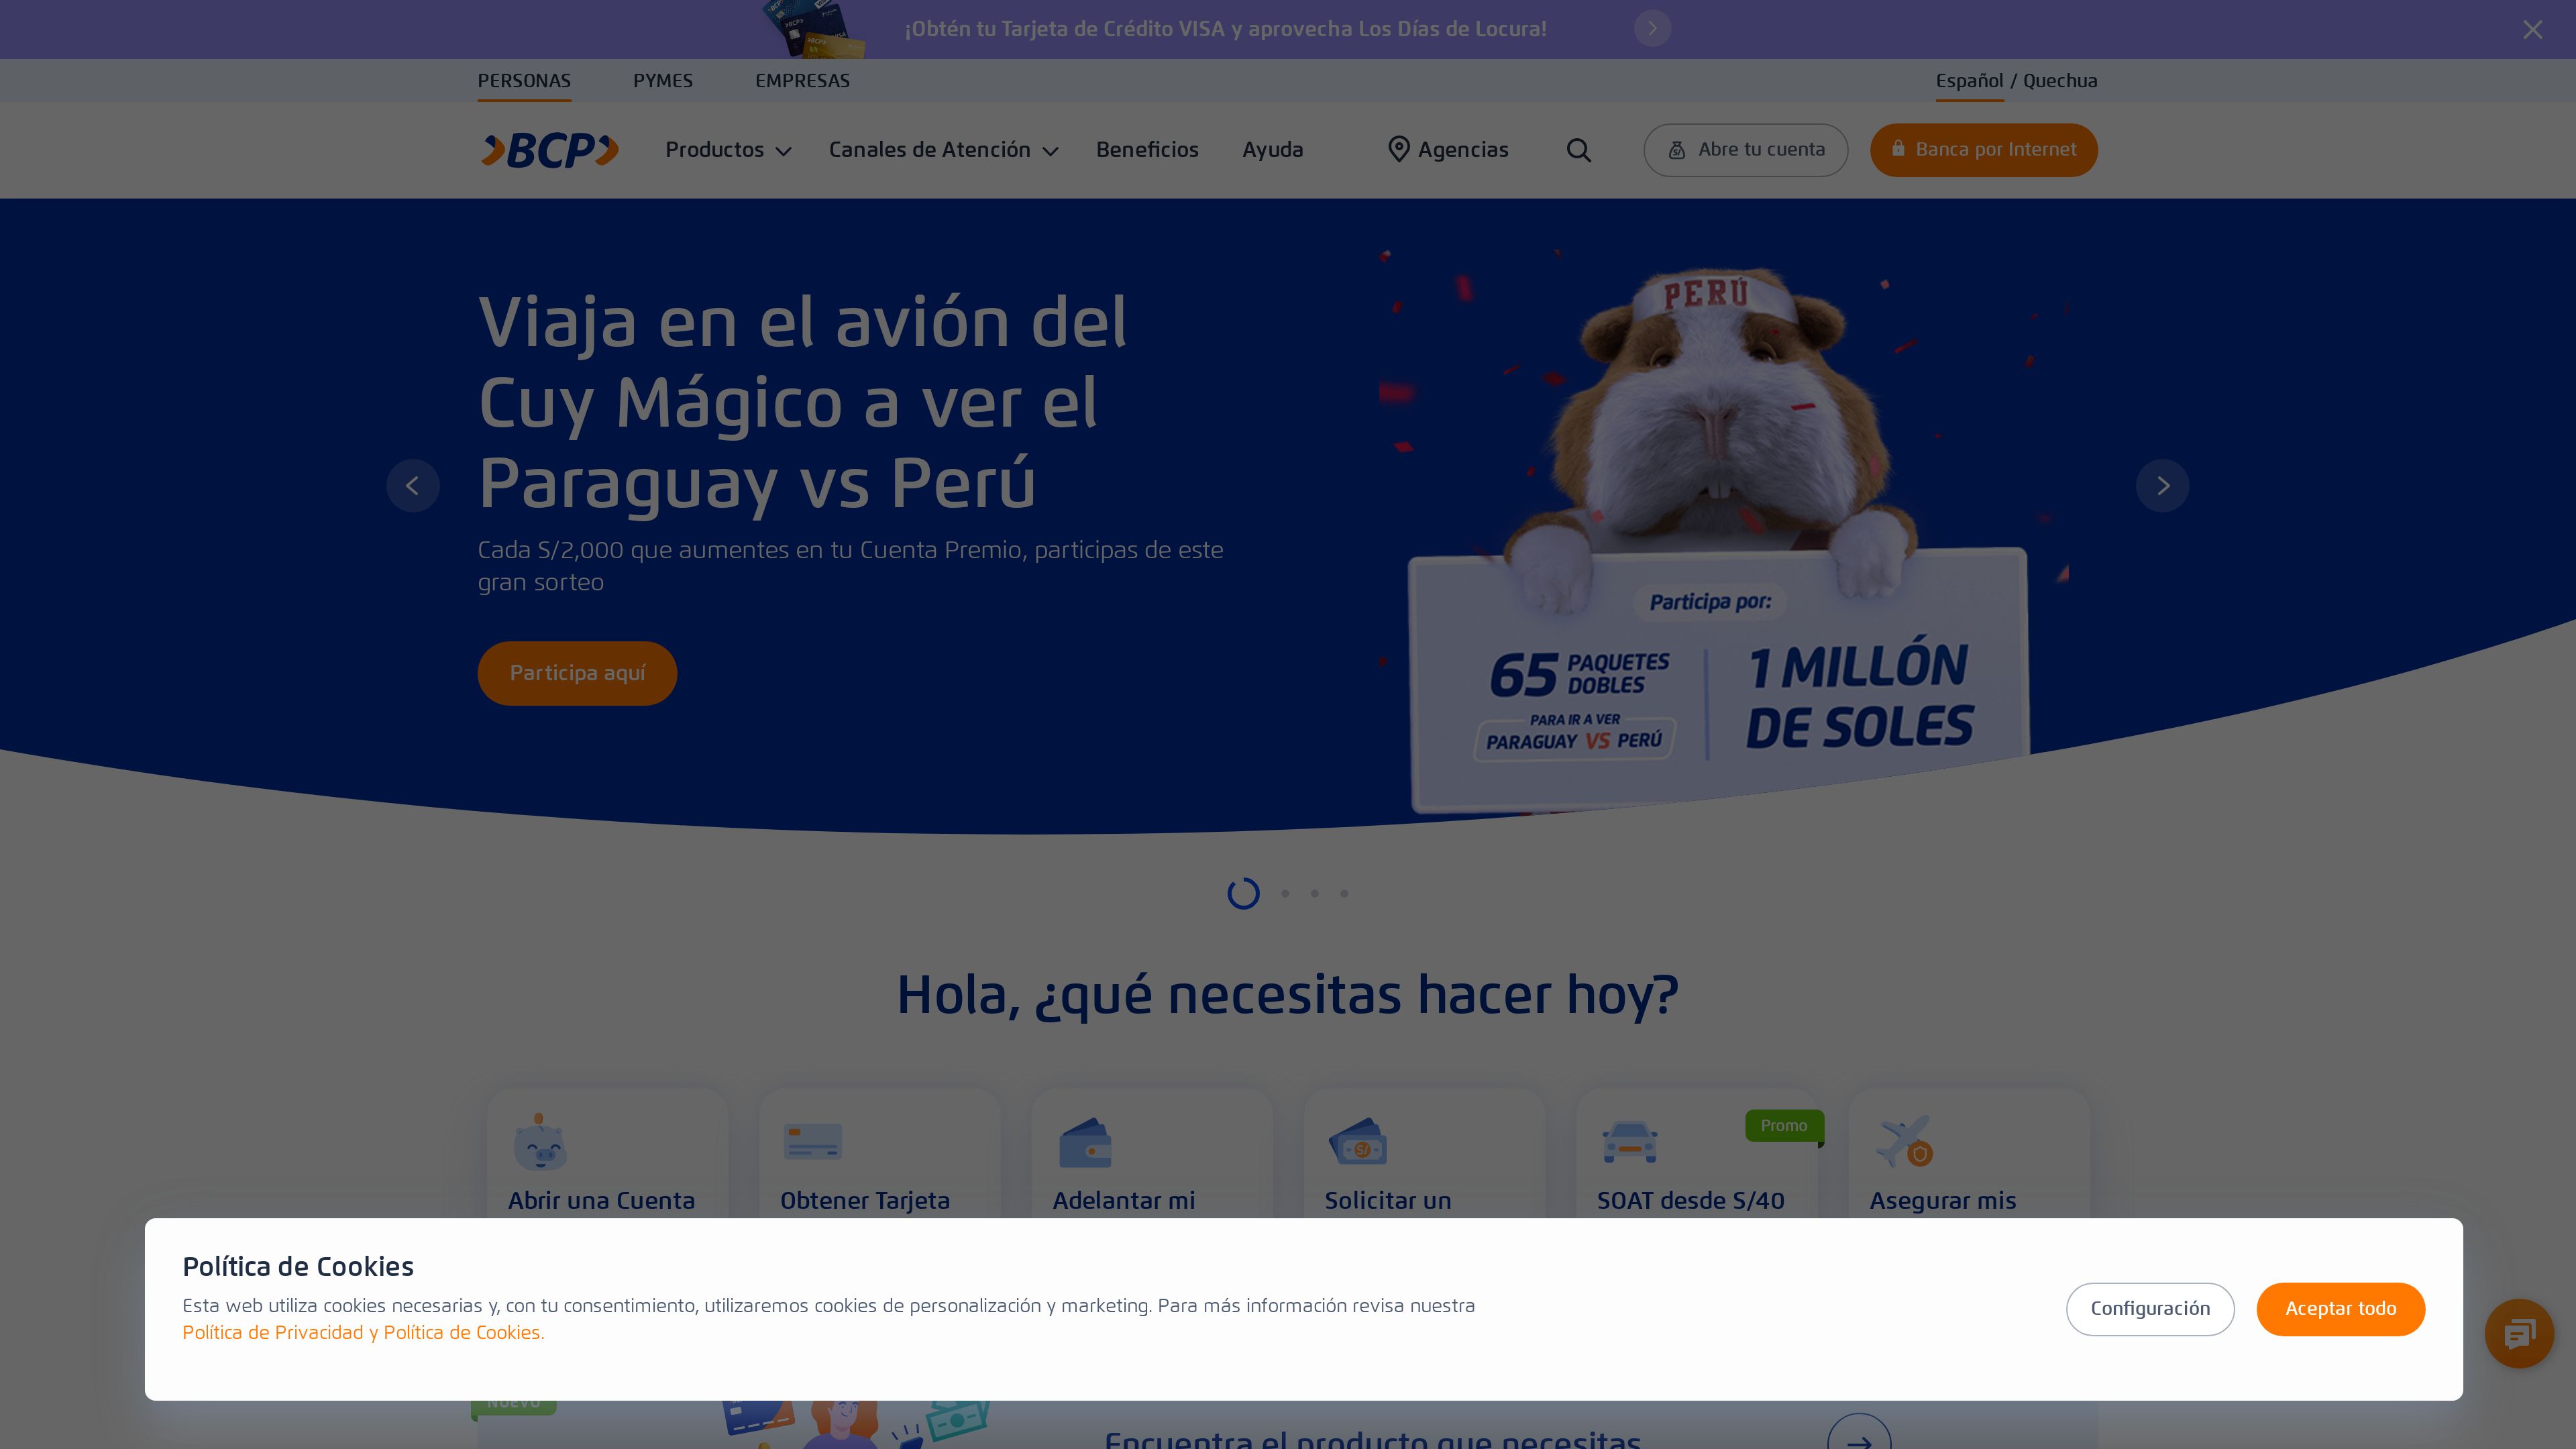 ¡Obtén tu Tarjeta de Crédito VISA y aprovecha Los Días de Locura!
PERSONAS PYMES EMPRESAS Español / Quechua
BCP Productos Canales de Atención Beneficios Ayuda Agencias Abre tu cuenta Banca por Internet
Viaja en el avión del
Cuy Mágico a ver el
Paraguay vs Perú
Cada S/2,000 que aumentes en tu Cuenta Premio, participas de este
gran sorteo
Participa aquí
PERÚ
Participa por:
65 PAQUETES
DOBLES
PARA IR A VER
PARAGUAY VS PERÚ
1 MILLÓN
DE SOLES
Hola, ¿qué necesitas hacer hoy?
Promo
Abrir una Cuenta
Obtener Tarjeta
Adelantar mi
Solicitar un
SOAT desde S/40
Asegurar mis
Política de Cookies
Esta web utiliza cookies necesarias y, con tu consentimiento, utilizaremos cookies de personalización y marketing. Para más información revisa nuestra
Política de Privacidad y Política de Cookies.
Configuración
Aceptar todo
NUEVO
Encuentra el producto que necesitas